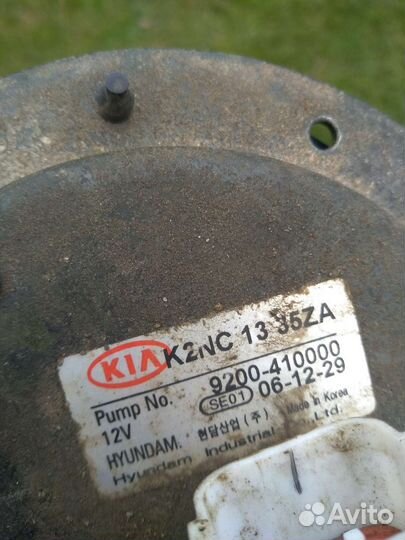 KIA K2NC 13 35ZA
Pump No. 9200-410000
12V SE01 06-12-29
HYUNDAM: 현담산업 (주) Made in Korea
Hyundam Industrial Ltd.
Avito